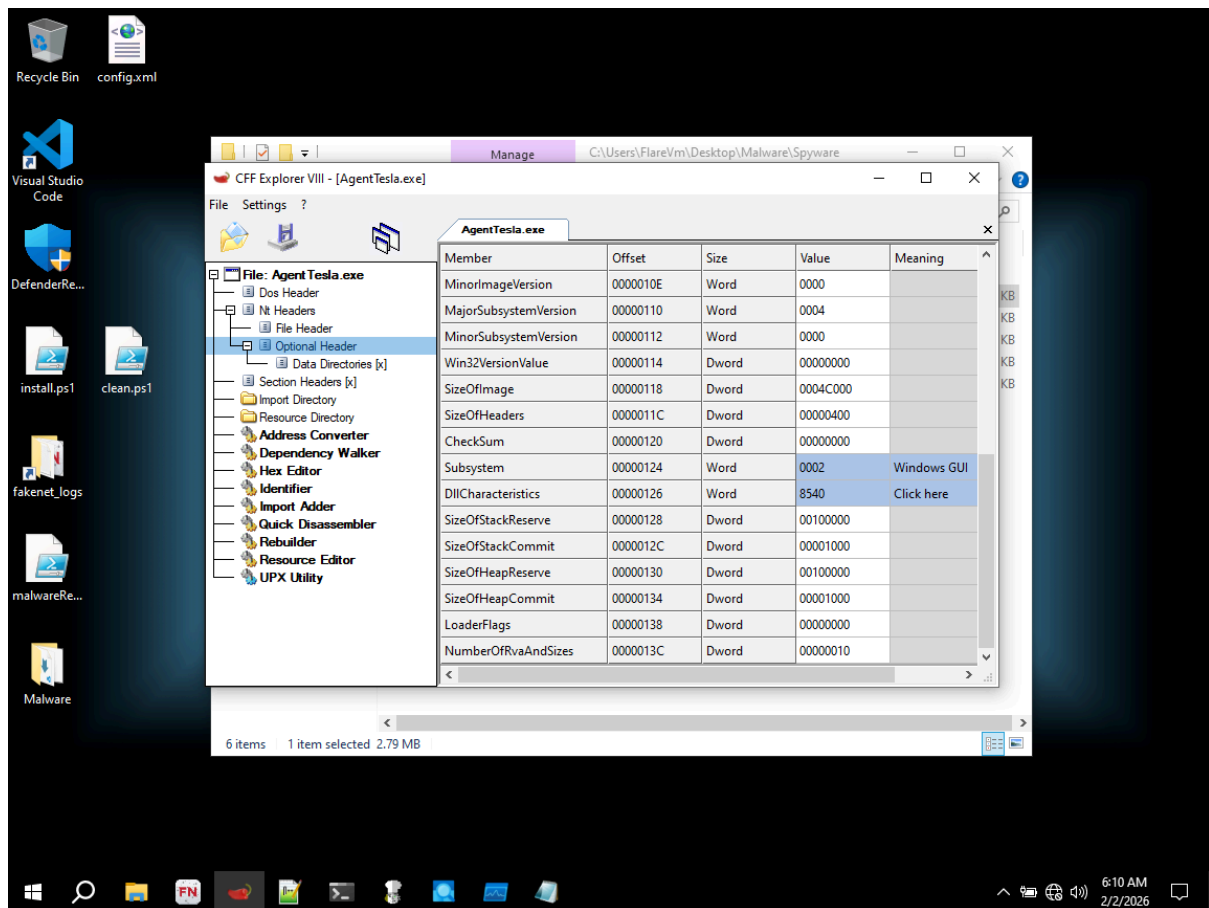 Recycle Bin
config.xml
Visual Studio
Code
DefenderRe...
install.ps1
clean.ps1
fakenet_logs
malwareRe...
Malware
Manage
C:\Users\FlareVm\Desktop\Malware\Spyware
CFF Explorer VIII - [AgentTesla.exe]
File Settings ?
AgentTesla.exe
File: AgentTesla.exe
Dos Header
Nt Headers
File Header
Optional Header
Data Directories [x]
Section Headers [x]
Import Directory
Resource Directory
Address Converter
Dependency Walker
Hex Editor
Identifier
Import Adder
Quick Disassembler
Rebuilder
Resource Editor
UPX Utility
Member Offset Size Value Meaning
MinorImageVersion 0000010E Word 0000
MajorSubsystemVersion 00000110 Word 0004
MinorSubsystemVersion 00000112 Word 0000
Win32VersionValue 00000114 Dword 00000000
SizeOfImage 00000118 Dword 0004C000
SizeOfHeaders 0000011C Dword 00000400
CheckSum 00000120 Dword 00000000
Subsystem 00000124 Word 0002 Windows GUI
DllCharacteristics 00000126 Word 8540 Click here
SizeOfStackReserve 00000128 Dword 00100000
SizeOfStackCommit 0000012C Dword 00001000
SizeOfHeapReserve 00000130 Dword 00100000
SizeOfHeapCommit 00000134 Dword 00001000
LoaderFlags 00000138 Dword 00000000
NumberOfRvaAndSizes 0000013C Dword 00000010
KB
KB
KB
KB
KB
6 items 1 item selected 2.79 MB
FN
6:10 AM
2/2/2026